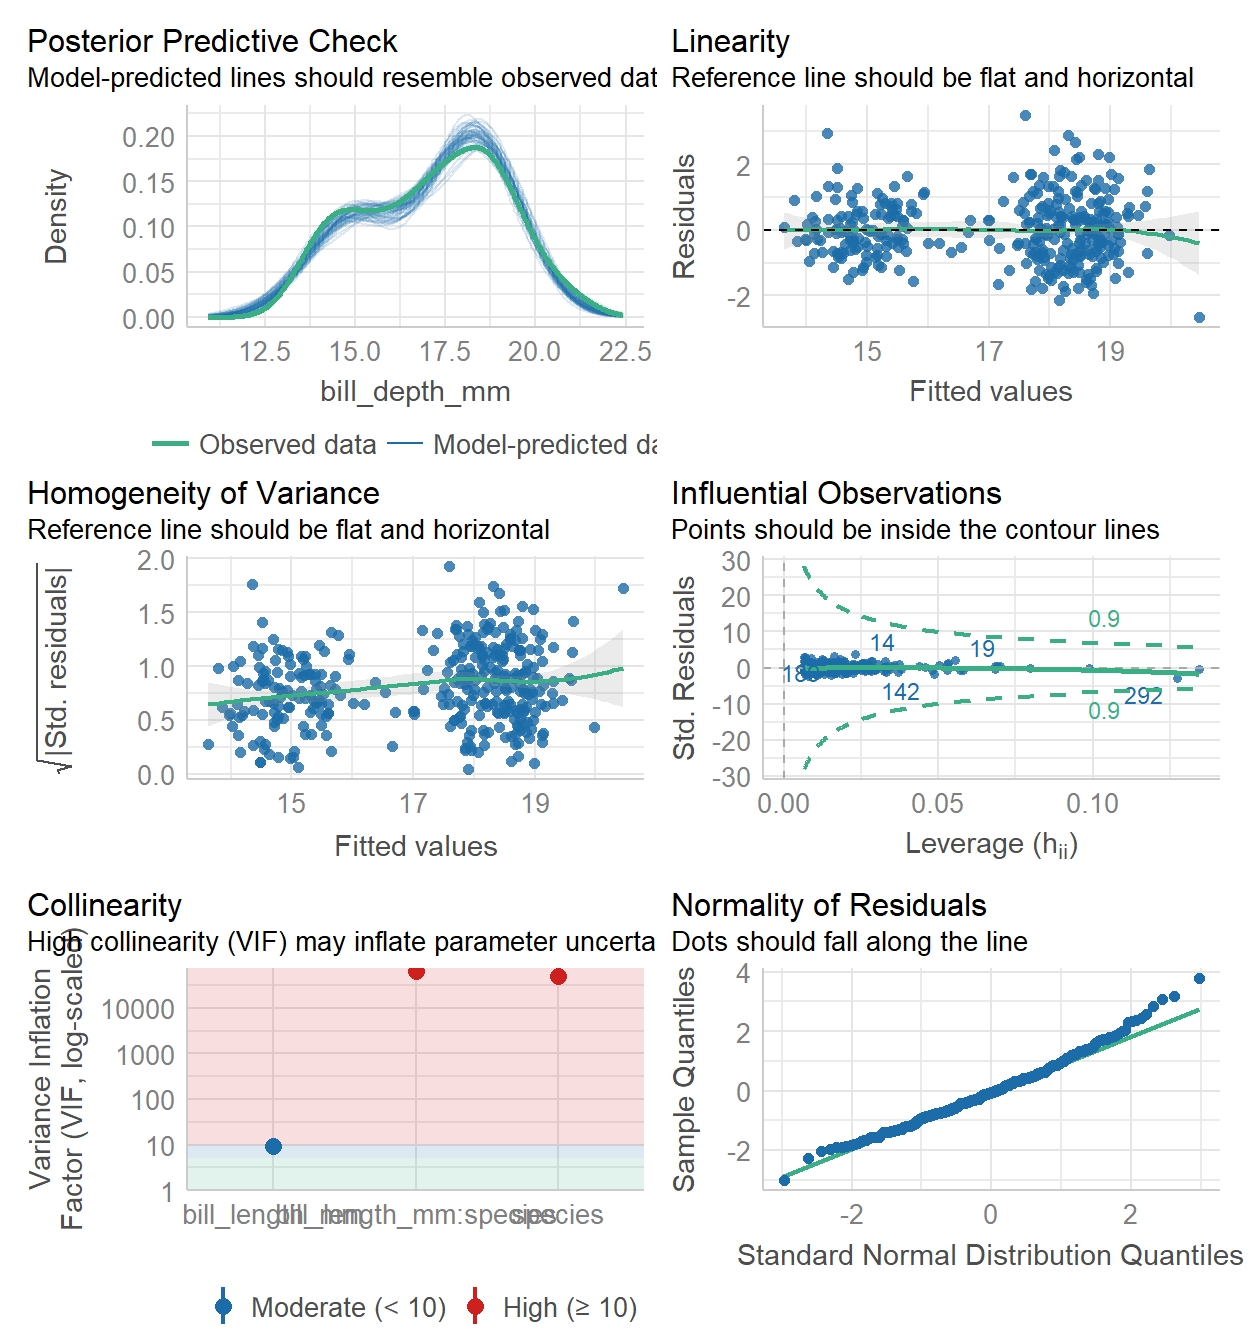 Posterior Predictive Check
Model-predicted lines should resemble observed dat
Density
0.20
0.15
0.10
0.05
0.00
12.5 15.0 17.5 20.0 22.5
bill_depth_mm
Observed data Model-predicted da
Linearity
Reference line should be flat and horizontal
Residuals
2
0
-2
15 17 19
Fitted values
Homogeneity of Variance
Reference line should be flat and horizontal
√|Std. residuals|
2.0
1.5
1.0
0.5
0.0
15 17 19
Fitted values
Influential Observations
Points should be inside the contour lines
Std. Residuals
30
20
10
0
-10
-20
-30
0.9
14 19
142
292
0.9
0.00 0.05 0.10
Leverage (hii)
Collinearity
High collinearity (VIF) may inflate parameter uncerta
Variance Inflation
Factor (VIF, log-scaled)
10000
1000
100
10
1
bill_length_mm bill_length_mm:species species
Moderate (< 10) High (≥ 10)
Normality of Residuals
Dots should fall along the line
Sample Quantiles
4
2
0
-2
-2 0 2
Standard Normal Distribution Quantiles